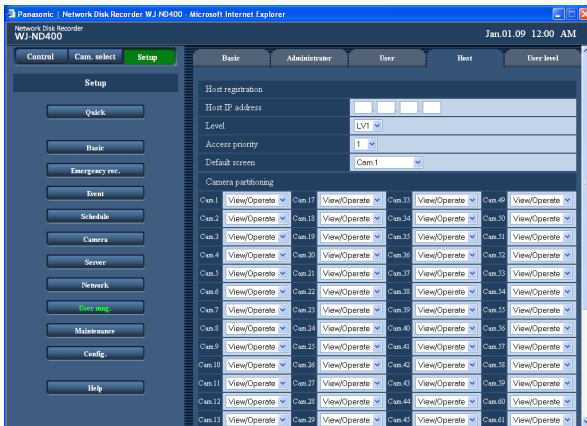 Panasonic | Network Disk Recorder WJ-ND400 - Microsoft Internet Explorer
Network Disk Recorder
WJ-ND400
Jan.01.09 12:00 AM
Control Cam. select Setup
Basic Administrator User Host User level
Setup
Quick
Basic
Emergency rec.
Event
Schedule
Camera
Server
Network
User mng.
Maintenance
Config.
Help
Host registration
Host IP address . . .
Level LV1
Access priority 1
Default screen Cam.1
Camera partitioning
Cam.1 View/Operate Cam.17 View/Operate Cam.33 View/Operate Cam.49 View/Operate
Cam.2 View/Operate Cam.18 View/Operate Cam.34 View/Operate Cam.50 View/Operate
Cam.3 View/Operate Cam.19 View/Operate Cam.35 View/Operate Cam.51 View/Operate
Cam.4 View/Operate Cam.20 View/Operate Cam.36 View/Operate Cam.52 View/Operate
Cam.5 View/Operate Cam.21 View/Operate Cam.37 View/Operate Cam.53 View/Operate
Cam.6 View/Operate Cam.22 View/Operate Cam.38 View/Operate Cam.54 View/Operate
Cam.7 View/Operate Cam.23 View/Operate Cam.39 View/Operate Cam.55 View/Operate
Cam.8 View/Operate Cam.24 View/Operate Cam.40 View/Operate Cam.56 View/Operate
Cam.9 View/Operate Cam.25 View/Operate Cam.41 View/Operate Cam.57 View/Operate
Cam.10 View/Operate Cam.26 View/Operate Cam.42 View/Operate Cam.58 View/Operate
Cam.11 View/Operate Cam.27 View/Operate Cam.43 View/Operate Cam.59 View/Operate
Cam.12 View/Operate Cam.28 View/Operate Cam.44 View/Operate Cam.60 View/Operate
Cam.13 View/Operate Cam.29 View/Operate Cam.45 View/Operate Cam.61 View/Operate